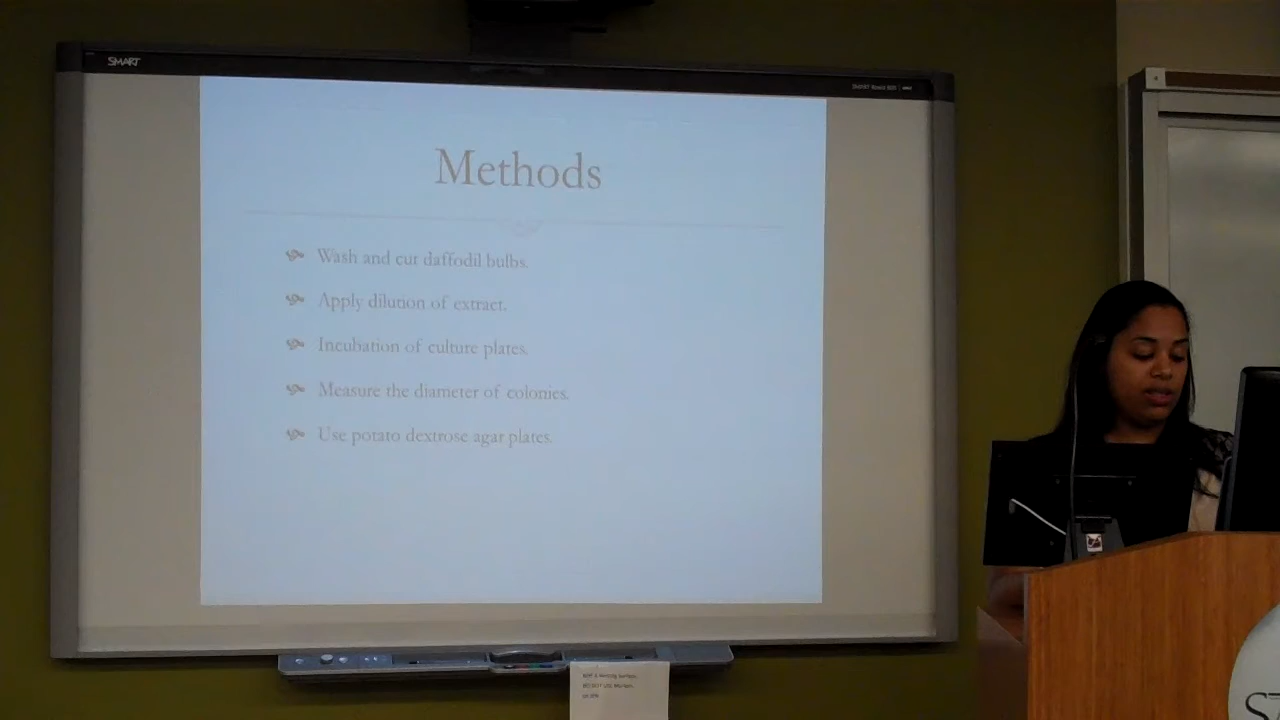 SMART
Methods
Wash and cut daffodil bulbs.
Apply dilution of extract.
Incubation of culture plates.
Measure the diameter of colonies.
Use potato dextrose agar plates.